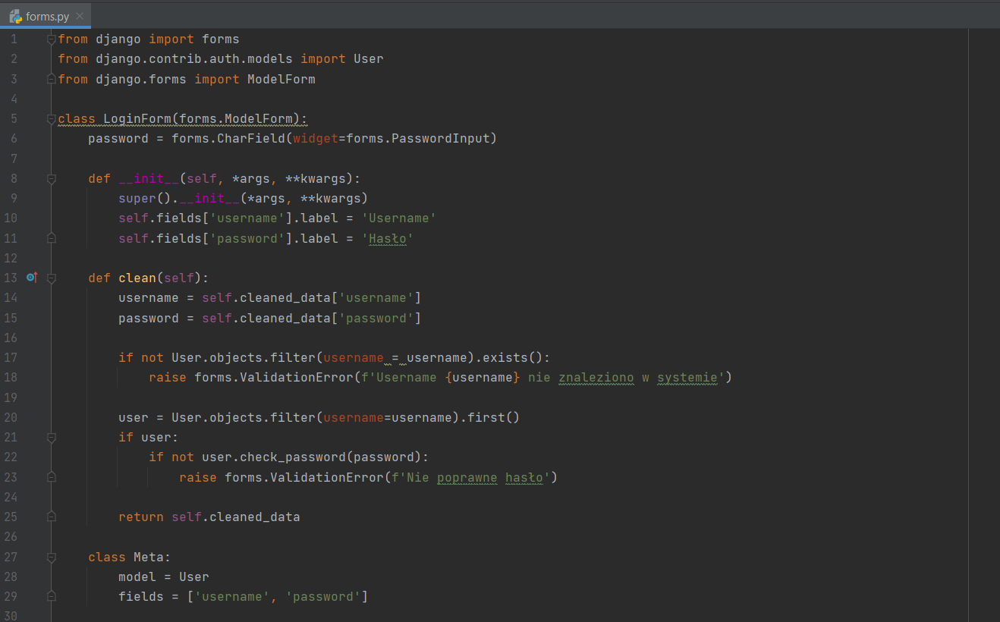 forms.py
1 from django import forms
2 from django.contrib.auth.models import User
3 from django.forms import ModelForm
4
5 class LoginForm(forms.ModelForm):
6     password = forms.CharField(widget=forms.PasswordInput)
7
8     def __init__(self, *args, **kwargs):
9         super().__init__(*args, **kwargs)
10         self.fields['username'].label = 'Username'
11         self.fields['password'].label = 'Hasło'
12
13     def clean(self):
14         username = self.cleaned_data['username']
15         password = self.cleaned_data['password']
16
17         if not User.objects.filter(username = username).exists():
18             raise forms.ValidationError(f'Username {username} nie znaleziono w systemie')
19
20         user = User.objects.filter(username=username).first()
21         if user:
22             if not user.check_password(password):
23                 raise forms.ValidationError(f'Nie poprawne hasło')
24
25         return self.cleaned_data
26
27     class Meta:
28         model = User
29         fields = ['username', 'password']
30